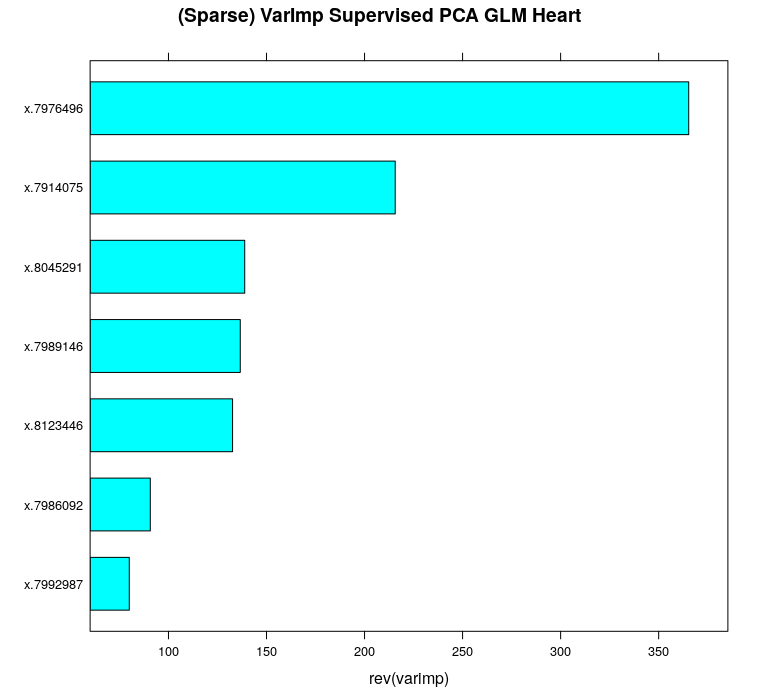 (Sparse) VarImp Supervised PCA GLM Heart
x.7976496
x.7914075
x.8045291
x.7989146
x.8123446
x.7986092
x.7992987
100 150 200 250 300 350
rev(varImp)